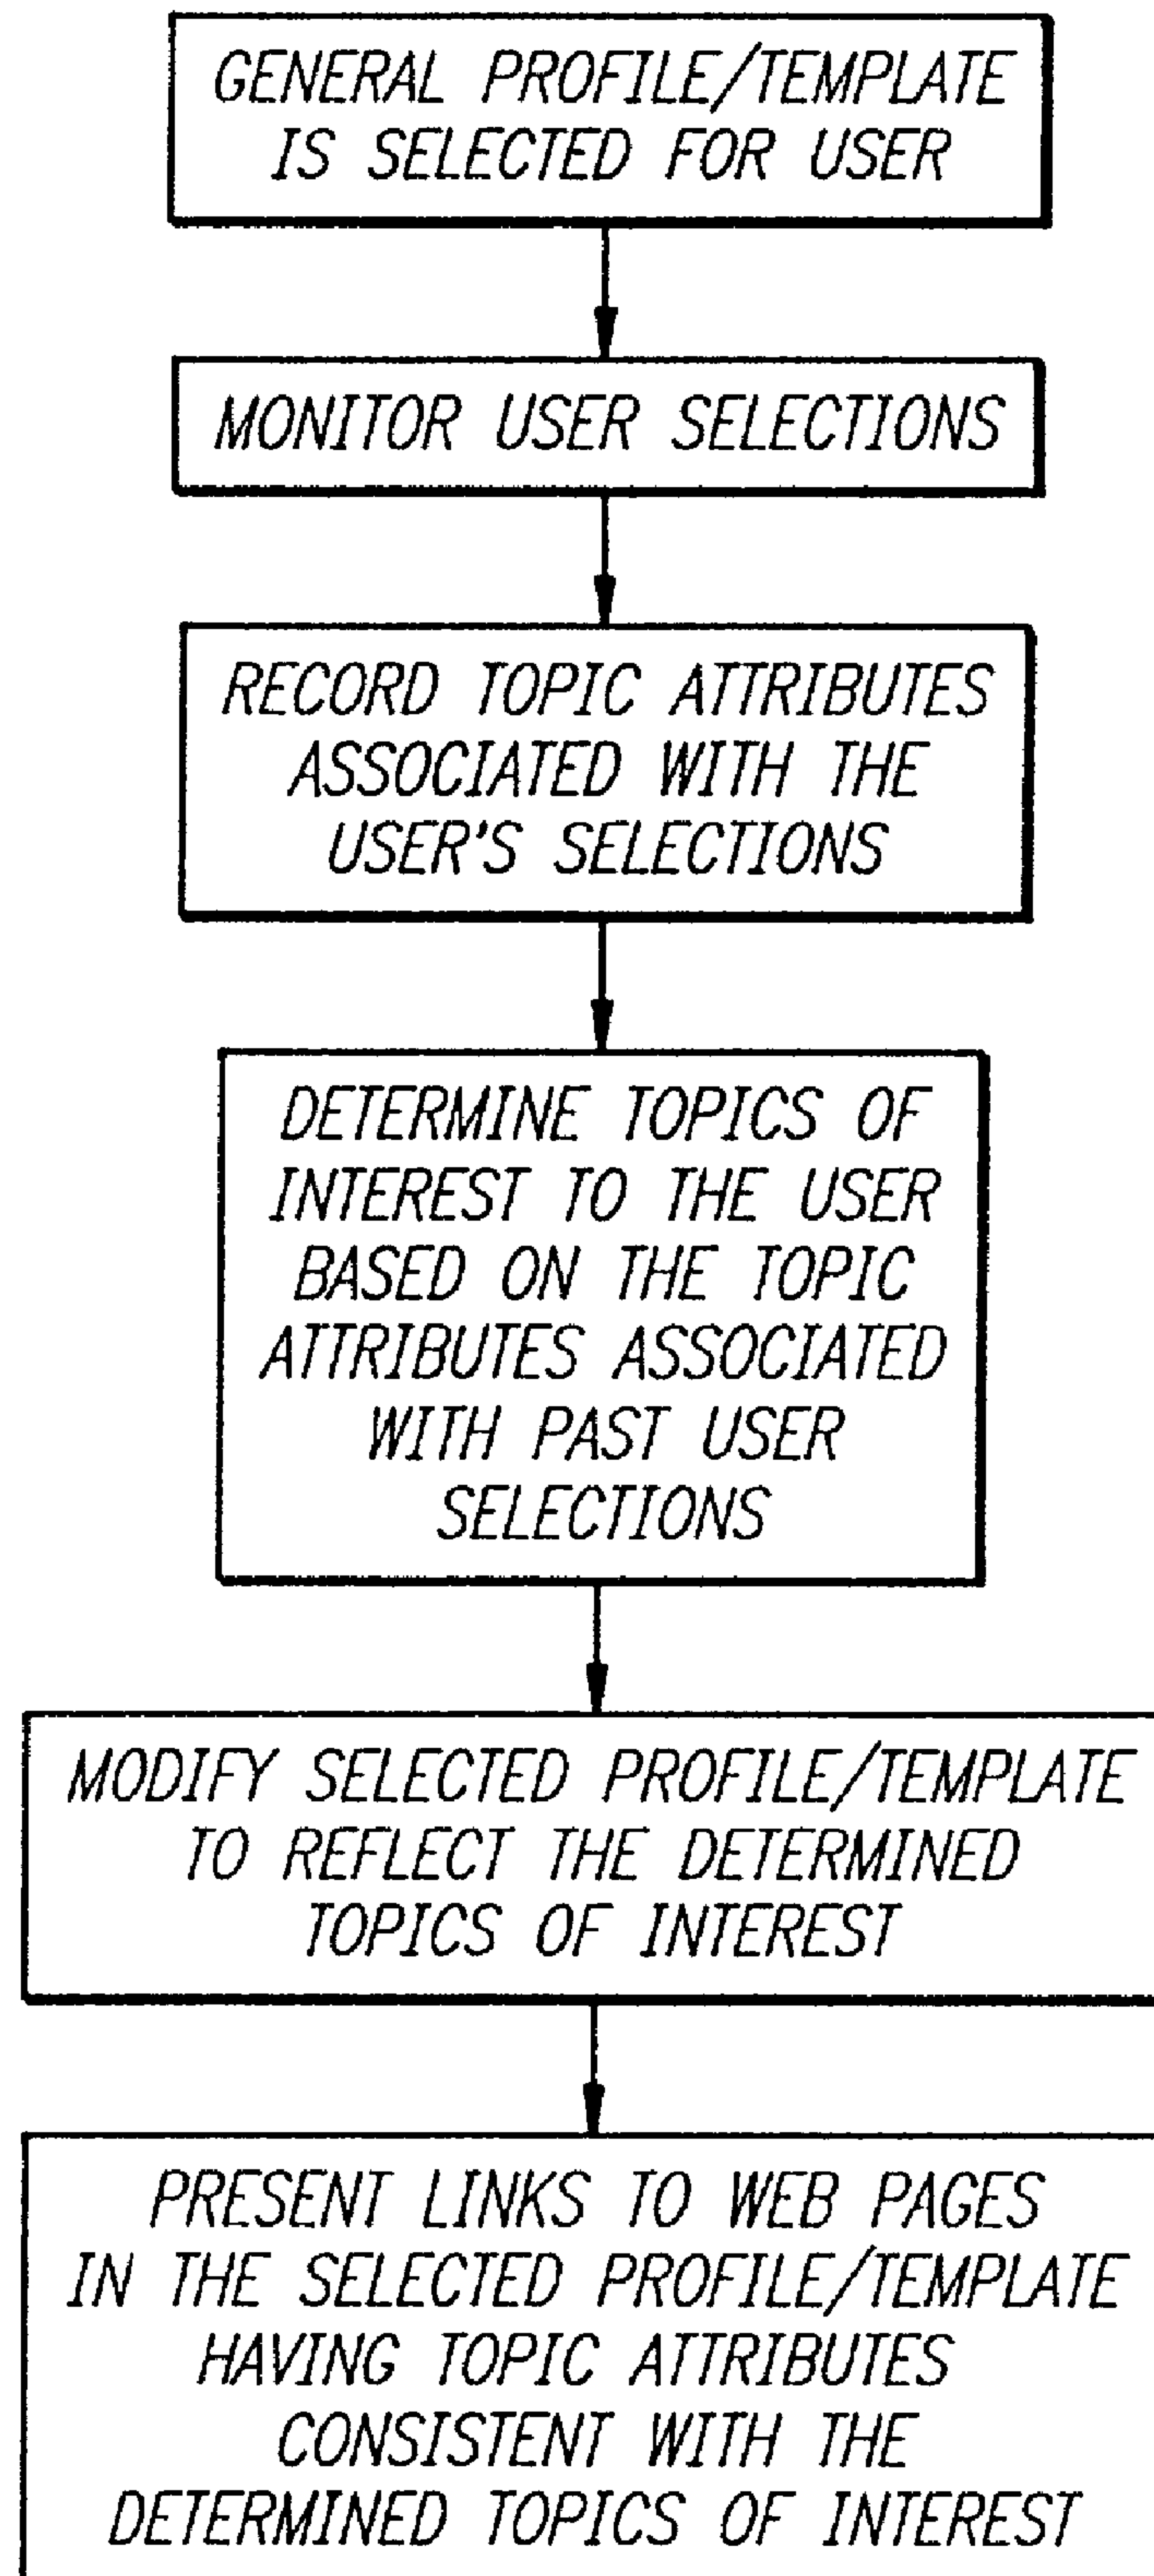 GENERAL PROFILE/TEMPLATE
IS SELECTED FOR USER
MONITOR USER SELECTIONS
RECORD TOPIC ATTRIBUTES
ASSOCIATED WITH THE
USER'S SELECTIONS
DETERMINE TOPICS OF
INTEREST TO THE USER
BASED ON THE TOPIC
ATTRIBUTES ASSOCIATED
WITH PAST USER
SELECTIONS
MODIFY SELECTED PROFILE/TEMPLATE
TO REFLECT THE DETERMINED
TOPICS OF INTEREST
PRESENT LINKS TO WEB PAGES
IN THE SELECTED PROFILE/TEMPLATE
HAVING TOPIC ATTRIBUTES
CONSISTENT WITH THE
DETERMINED TOPICS OF INTEREST